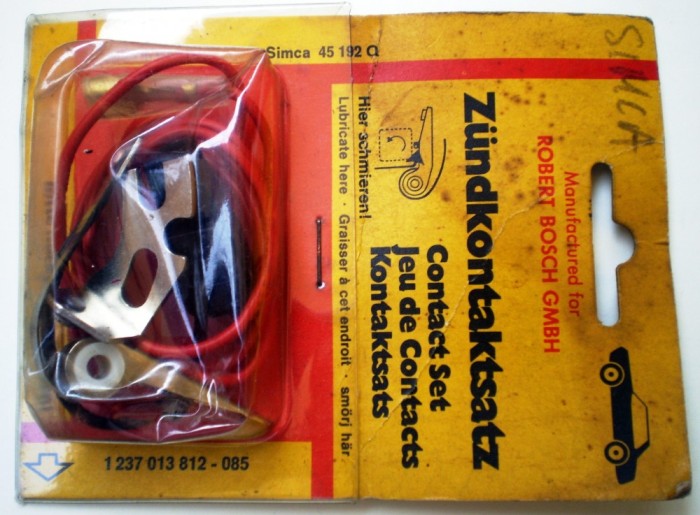 SIMCA
Manufactured for
ROBERT BOSCH GMBH
Zündkontaktsatz
Contact Set
Jeu de Contacts
Kontaktsats
Hier schmieren!
Lubricate here · Graisser à cet endroit · smörj här
Simca 45 192 Q
1 237 013 812 - 085